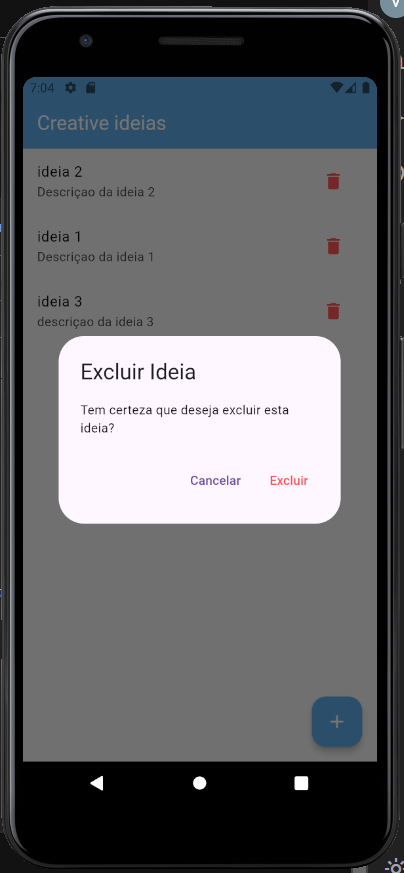 7:04
Creative ideias
ideia 2
Descriçao da ideia 2
ideia 1
Descriçao da ideia 1
ideia 3
descriçao da ideia 3
Excluir Ideia
Tem certeza que deseja excluir esta
ideia?
Cancelar Excluir
+